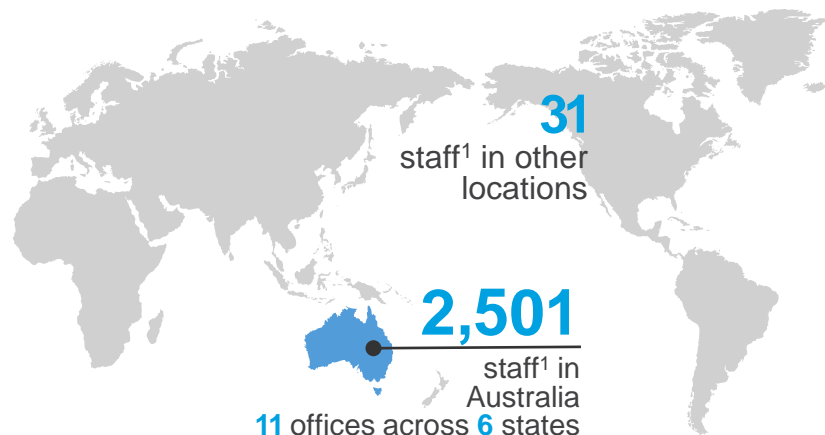 31
staff¹ in other
locations
2,501
staff¹ in
Australia
11 offices across 6 states